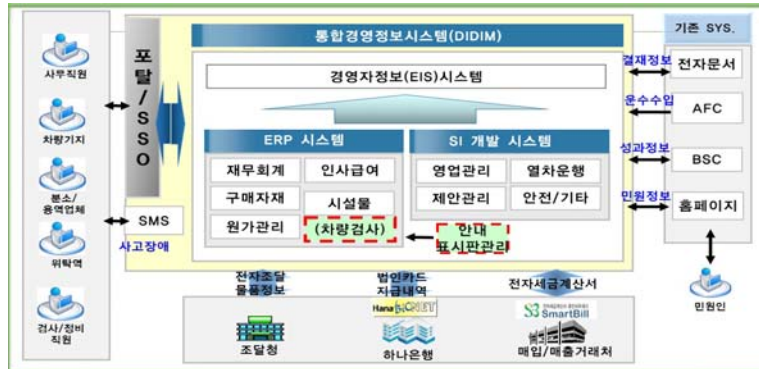 통합경영정보시스템(DIDIM)
경영자정보(EIS)시스템
포탈/SSO
사무직원
차량기지
분소/
용역업체
위탁역
검사/정비
직원
SMS
사고장애
ERP 시스템
재무회계
인사급여
구매자재
시설물
원가관리
(차량검사)
SI 개발 시스템
영업관리
열차운행
제안관리
안전/기타
안내
표시판관리
기존 SYS.
결재정보
전자문서
운수수입
AFC
성과정보
BSC
민원정보
홈페이지
민원인
전자조달
물품정보
법인카드
지급내역
전자세금계산서
조달청
하나은행
SmartBill
매입/매출거래처